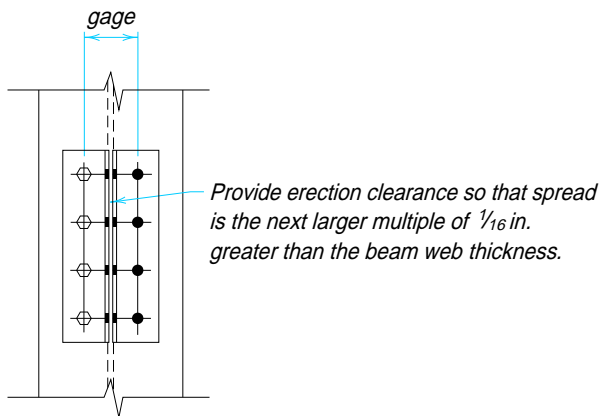 gage
Provide erection clearance so that spread
is the next larger multiple of 1⁄16 in.
greater than the beam web thickness.